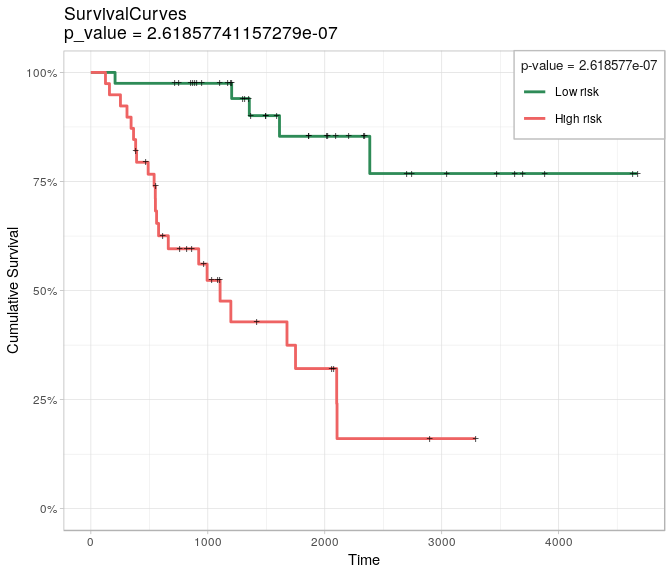 SurvivalCurves
p_value = 2.61857741157279e-07
p-value = 2.618577e-07
Low risk
HIgh risk
100%
75%
50%
25%
0%
Cumulative Survival
0 1000 2000 3000 4000
Time